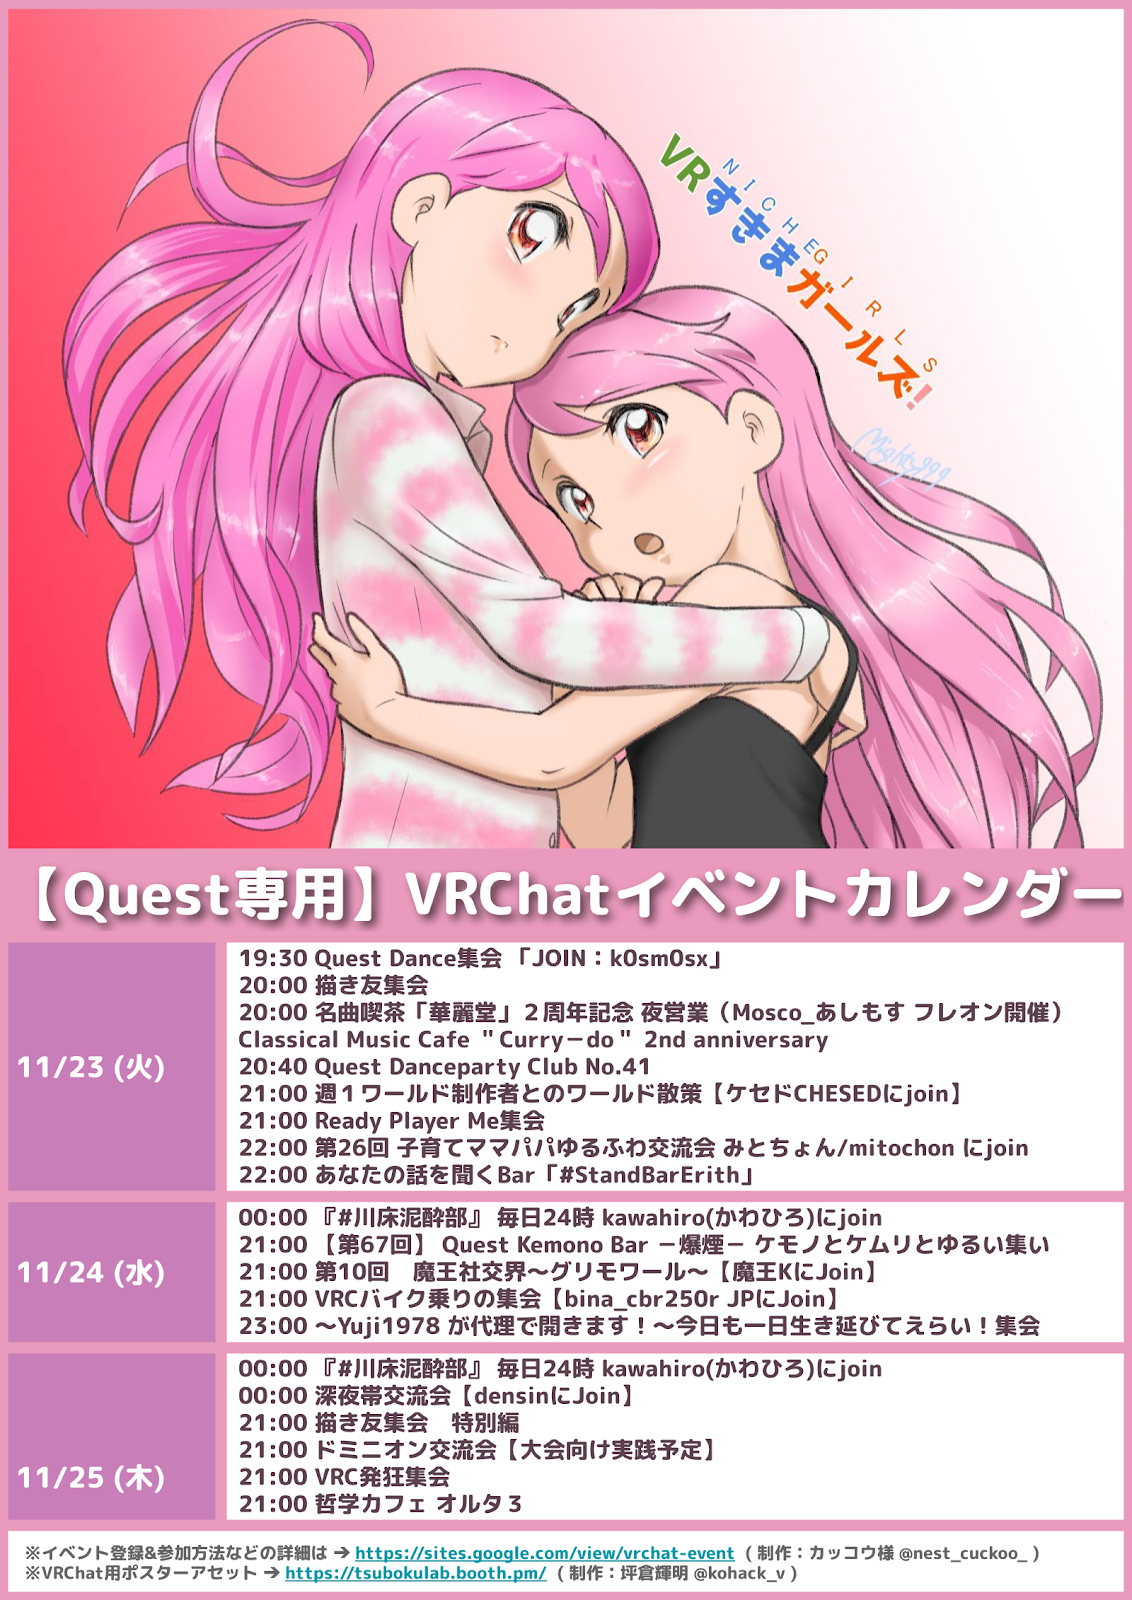 NICHEGIRLS
VRすきまガールズ!
Mighty999
【Quest専用】VRChatイベントカレンダー
11/23 (火)
19:30 Quest Dance集会 「JOIN：k0sm0sx」
20:00 描き友集会
20:00 名曲喫茶「華麗堂」２周年記念 夜営業（Mosco_あしもす フレオン開催）
Classical Music Cafe ＂Curry－do＂ 2nd anniversary
20:40 Quest Danceparty Club No.41
21:00 週１ワールド制作者とのワールド散策【ケセドCHESEDにjoin】
21:00 Ready Player Me集会
22:00 第26回 子育てママパパゆるふわ交流会 みとちょん/mitochon にjoin
22:00 あなたの話を聞くBar「#StandBarErith」
11/24 (水)
00:00 『#川床泥酔部』 毎日24時 kawahiro(かわひろ)にjoin
21:00 【第67回】 Quest Kemono Bar －爆煙－ ケモノとケムリとゆるい集い
21:00 第10回　魔王社交界～グリモワール～【魔王KにJoin】
21:00 VRCバイク乗りの集会【bina_cbr250r JPにJoin】
23:00 ～Yuji1978 が代理で開きます！～今日も一日生き延びてえらい！集会
11/25 (木)
00:00 『#川床泥酔部』 毎日24時 kawahiro(かわひろ)にjoin
00:00 深夜帯交流会【densinにJoin】
21:00 描き友集会　特別編
21:00 ドミニオン交流会【大会向け実践予定】
21:00 VRC発狂集会
21:00 哲学カフェ オルタ３
※イベント登録&参加方法などの詳細は → https://sites.google.com/view/vrchat-event （ 制作：カッコウ様 @nest_cuckoo_ ）
※VRChat用ポスターアセット → https://tsubokulab.booth.pm/ （ 制作：坪倉輝明 @kohack_v ）